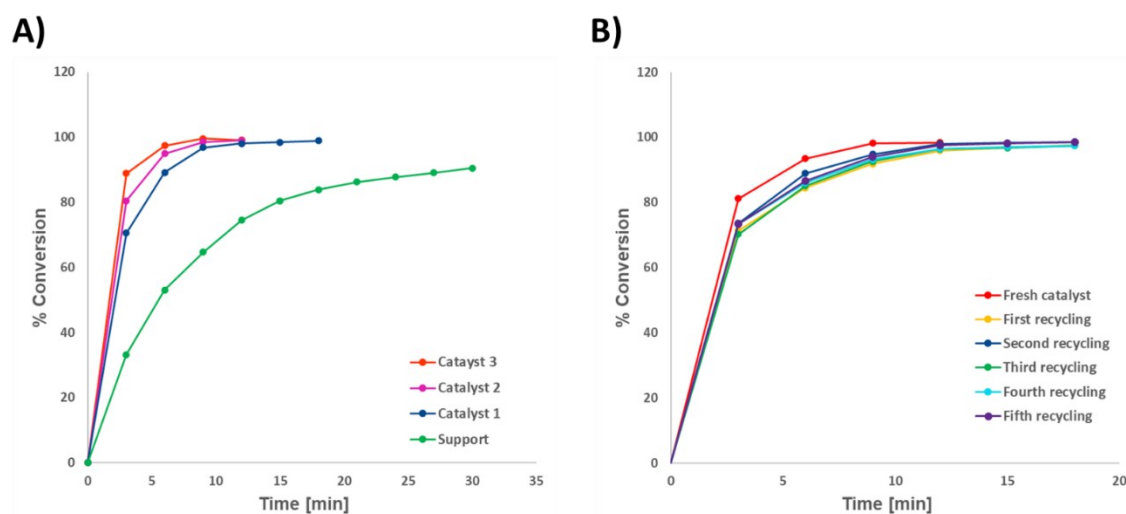 A)
120
100
80
60
40
20
0
% Conversion
0 5 10 15 20 25 30 35
Time [min]
Catayst 3
Catalyst 2
Catalyst 1
Support
B)
120
100
80
60
40
20
0
% Conversion
0 5 10 15 20
Time [min]
Fresh catalyst
First recycling
Second recycling
Third recycling
Fourth recycling
Fifth recycling